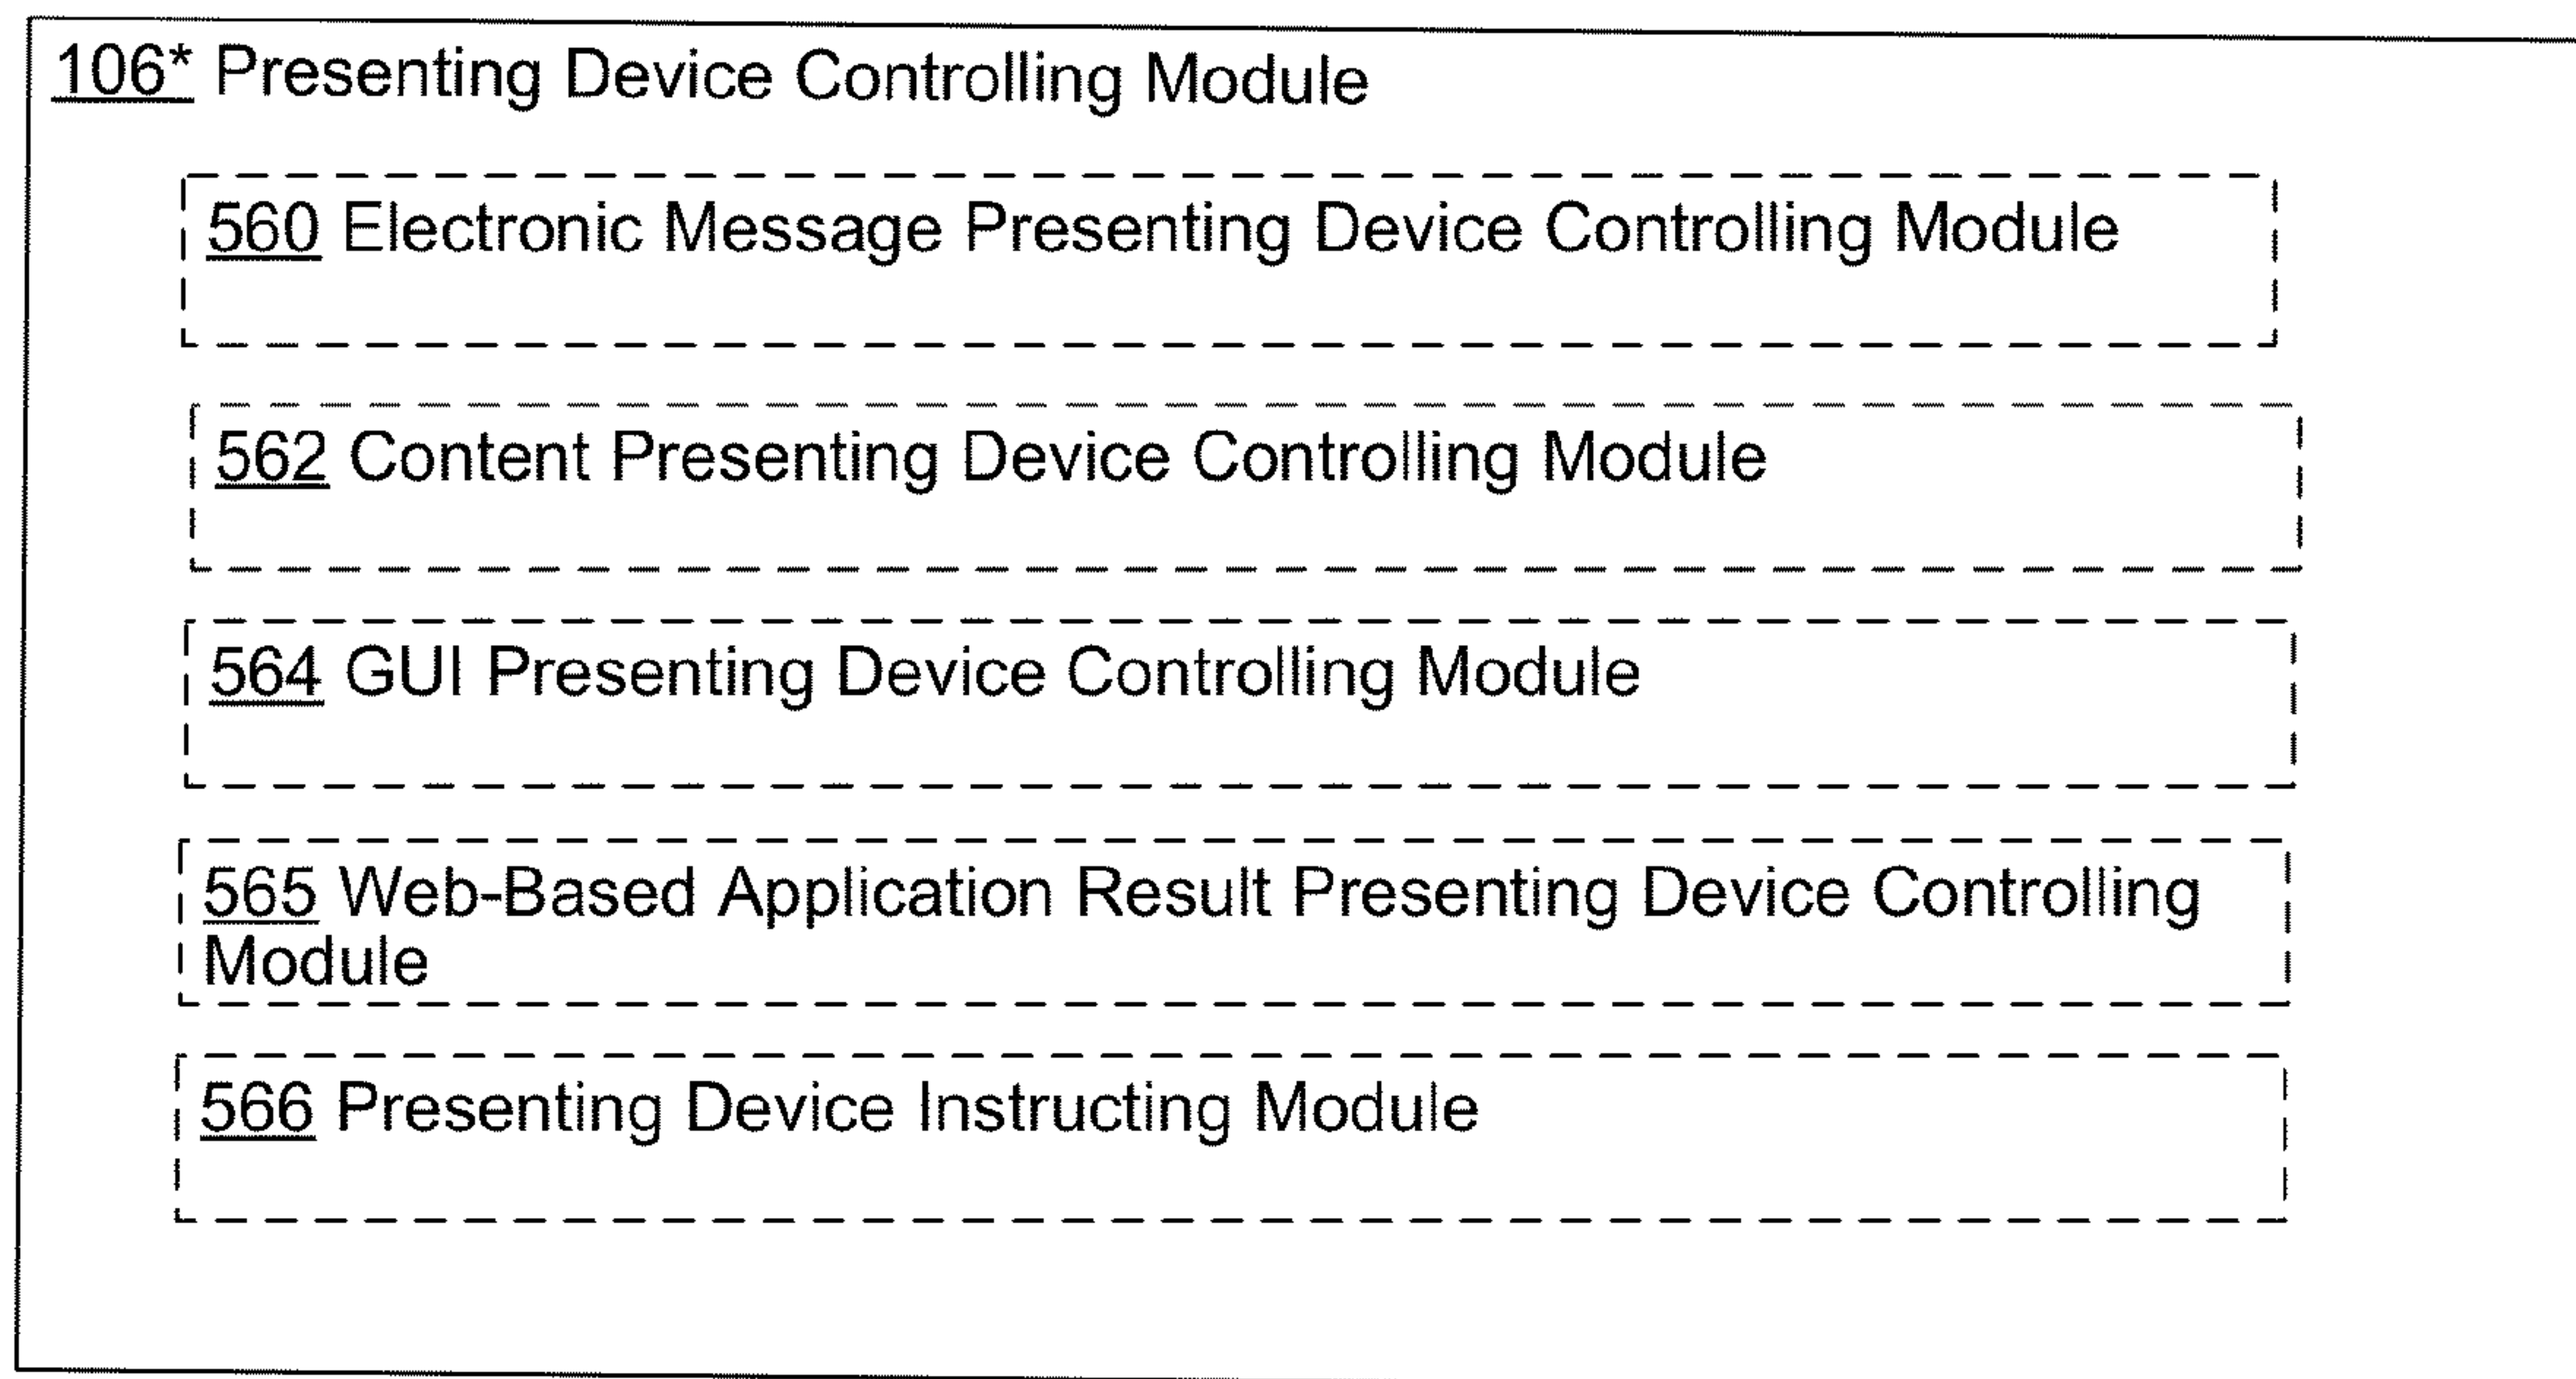 106* Presenting Device Controlling Module
560 Electronic Message Presenting Device Controlling Module
562 Content Presenting Device Controlling Module
564 GUI Presenting Device Controlling Module
565 Web-Based Application Result Presenting Device Controlling
Module
566 Presenting Device Instructing Module